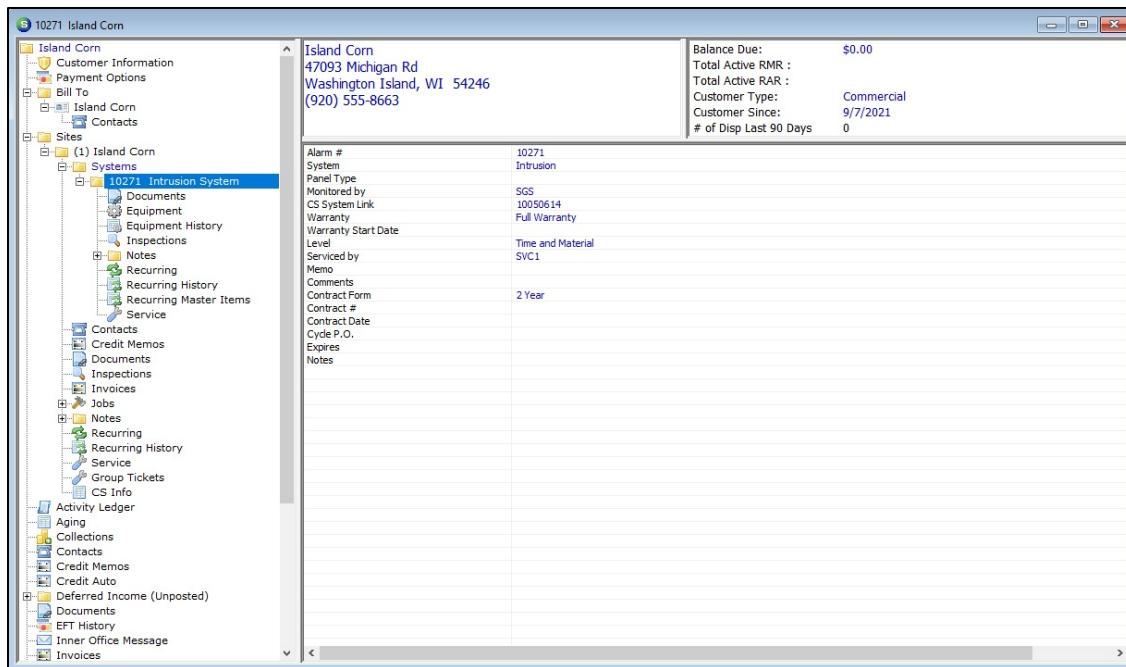 10271 Island Corn
Island Corn
Customer Information
Payment Options
Bill To
Island Corn
Contacts
Sites
(1) Island Corn
Systems
10271 Intrusion System
Documents
Equipment
Equipment History
Inspections
Notes
Recurring
Recurring History
Recurring Master Items
Service
Contacts
Credit Memos
Documents
Inspections
Invoices
Jobs
Notes
Recurring
Recurring History
Service
Group Tickets
CS Info
Activity Ledger
Aging
Collections
Contacts
Credit Memos
Credit Auto
Deferred Income (Unposted)
Documents
EFT History
Inner Office Message
Invoices
Island Corn
47093 Michigan Rd
Washington Island, WI 54246
(920) 555-8663
Balance Due: $0.00
Total Active RMR :
Total Active RAR :
Customer Type: Commercial
Customer Since: 9/7/2021
# of Disp Last 90 Days 0
Alarm # 10271
System Intrusion
Panel Type
Monitored by SGS
CS System Link 10050614
Warranty Full Warranty
Warranty Start Date
Level Time and Material
Serviced by SVC1
Memo
Comments
Contract Form 2 Year
Contract #
Contract Date
Cycle P.O.
Expires
Notes